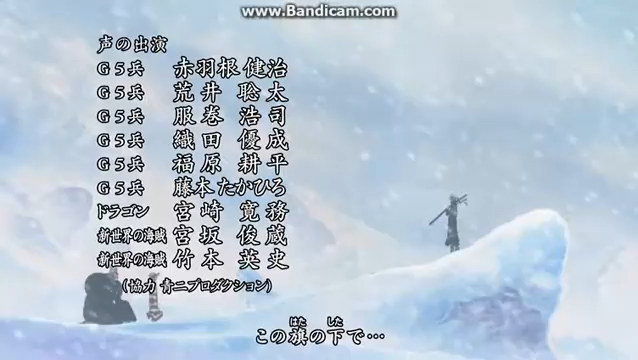 www.Bandicam.com
声の出演
G5兵 赤羽根 健治
G5兵 荒井 聡太
G5兵 服巻 浩司
G5兵 織田 優成
G5兵 福原 耕平
G5兵 藤本 たかひろ
ドラゴン 宮崎 寛務
新世界の海賊 宮坂 俊蔵
新世界の海賊 竹本 英史
(協力 青二プロダクション)
はた した
この旗の下で…